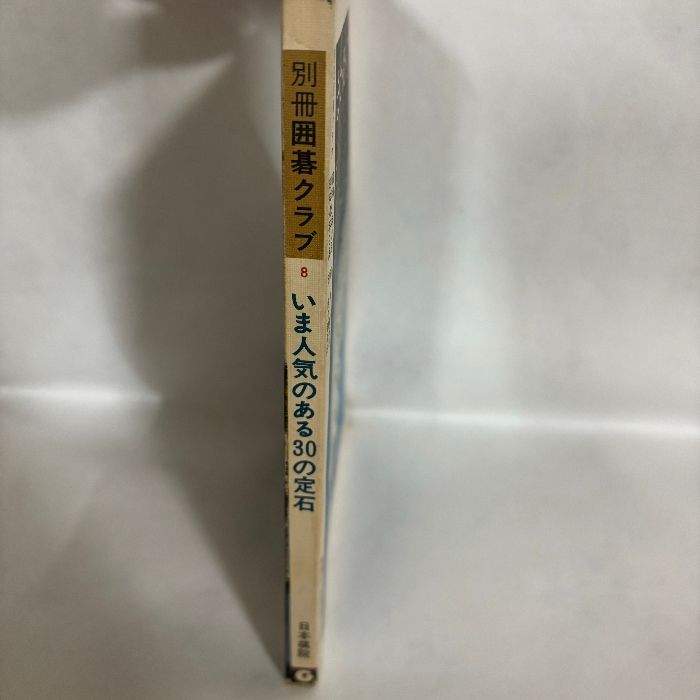 別冊囲碁クラブ
8
いま人気のある30の定石
日本棋院